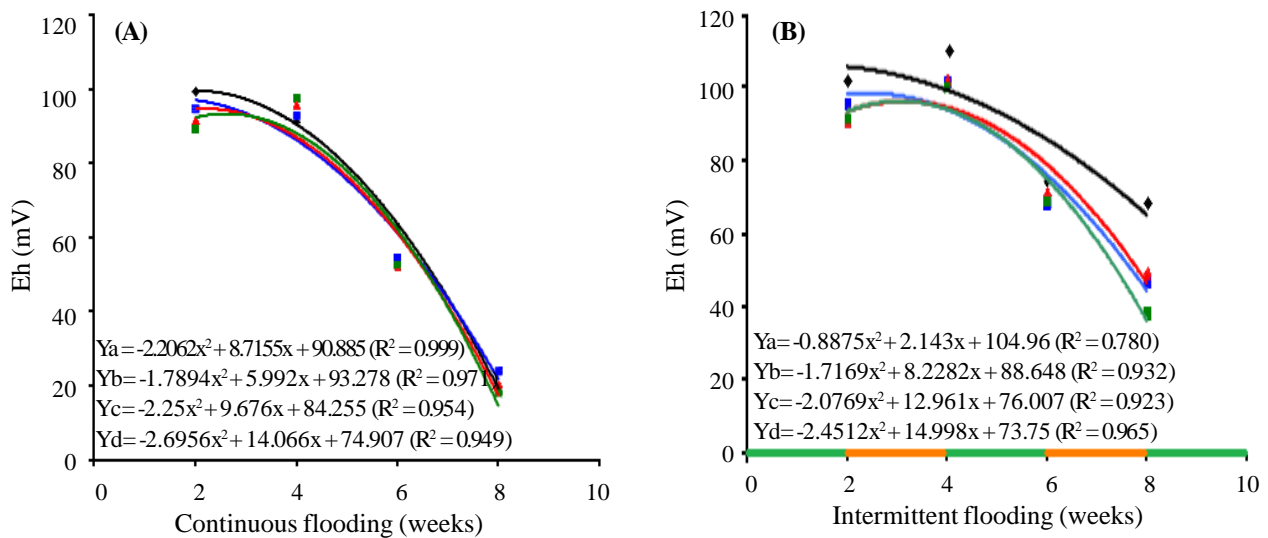 (A)
120
100
80
60
40
20
0
Eh (mV)
Ya=-2.2062x² + 8.7155x + 90.885 (R² = 0.999)
Yb=-1.7894x² + 5.992x + 93.278 (R² = 0.971
Yc=-2.25x² + 9.676x + 84.255 (R² = 0.954)
Yd=-2.6956x² + 14.066x + 74.907 (R² = 0.949)
0 2 4 6 8 10
Continuous flooding (weeks)
(B)
120
100
80
60
40
20
0
Eh (mV)
Ya=-0.8875x² + 2.143x + 104.96 (R² = 0.780)
Yb=-1.7169x² + 8.2282x + 88.648 (R² = 0.932)
Yc=-2.0769x² + 12.961x + 76.007 (R² = 0.923)
Yd=-2.4512x² + 14.998x + 73.75 (R² = 0.965)
0 2 4 6 8 10
Intermittent flooding (weeks)